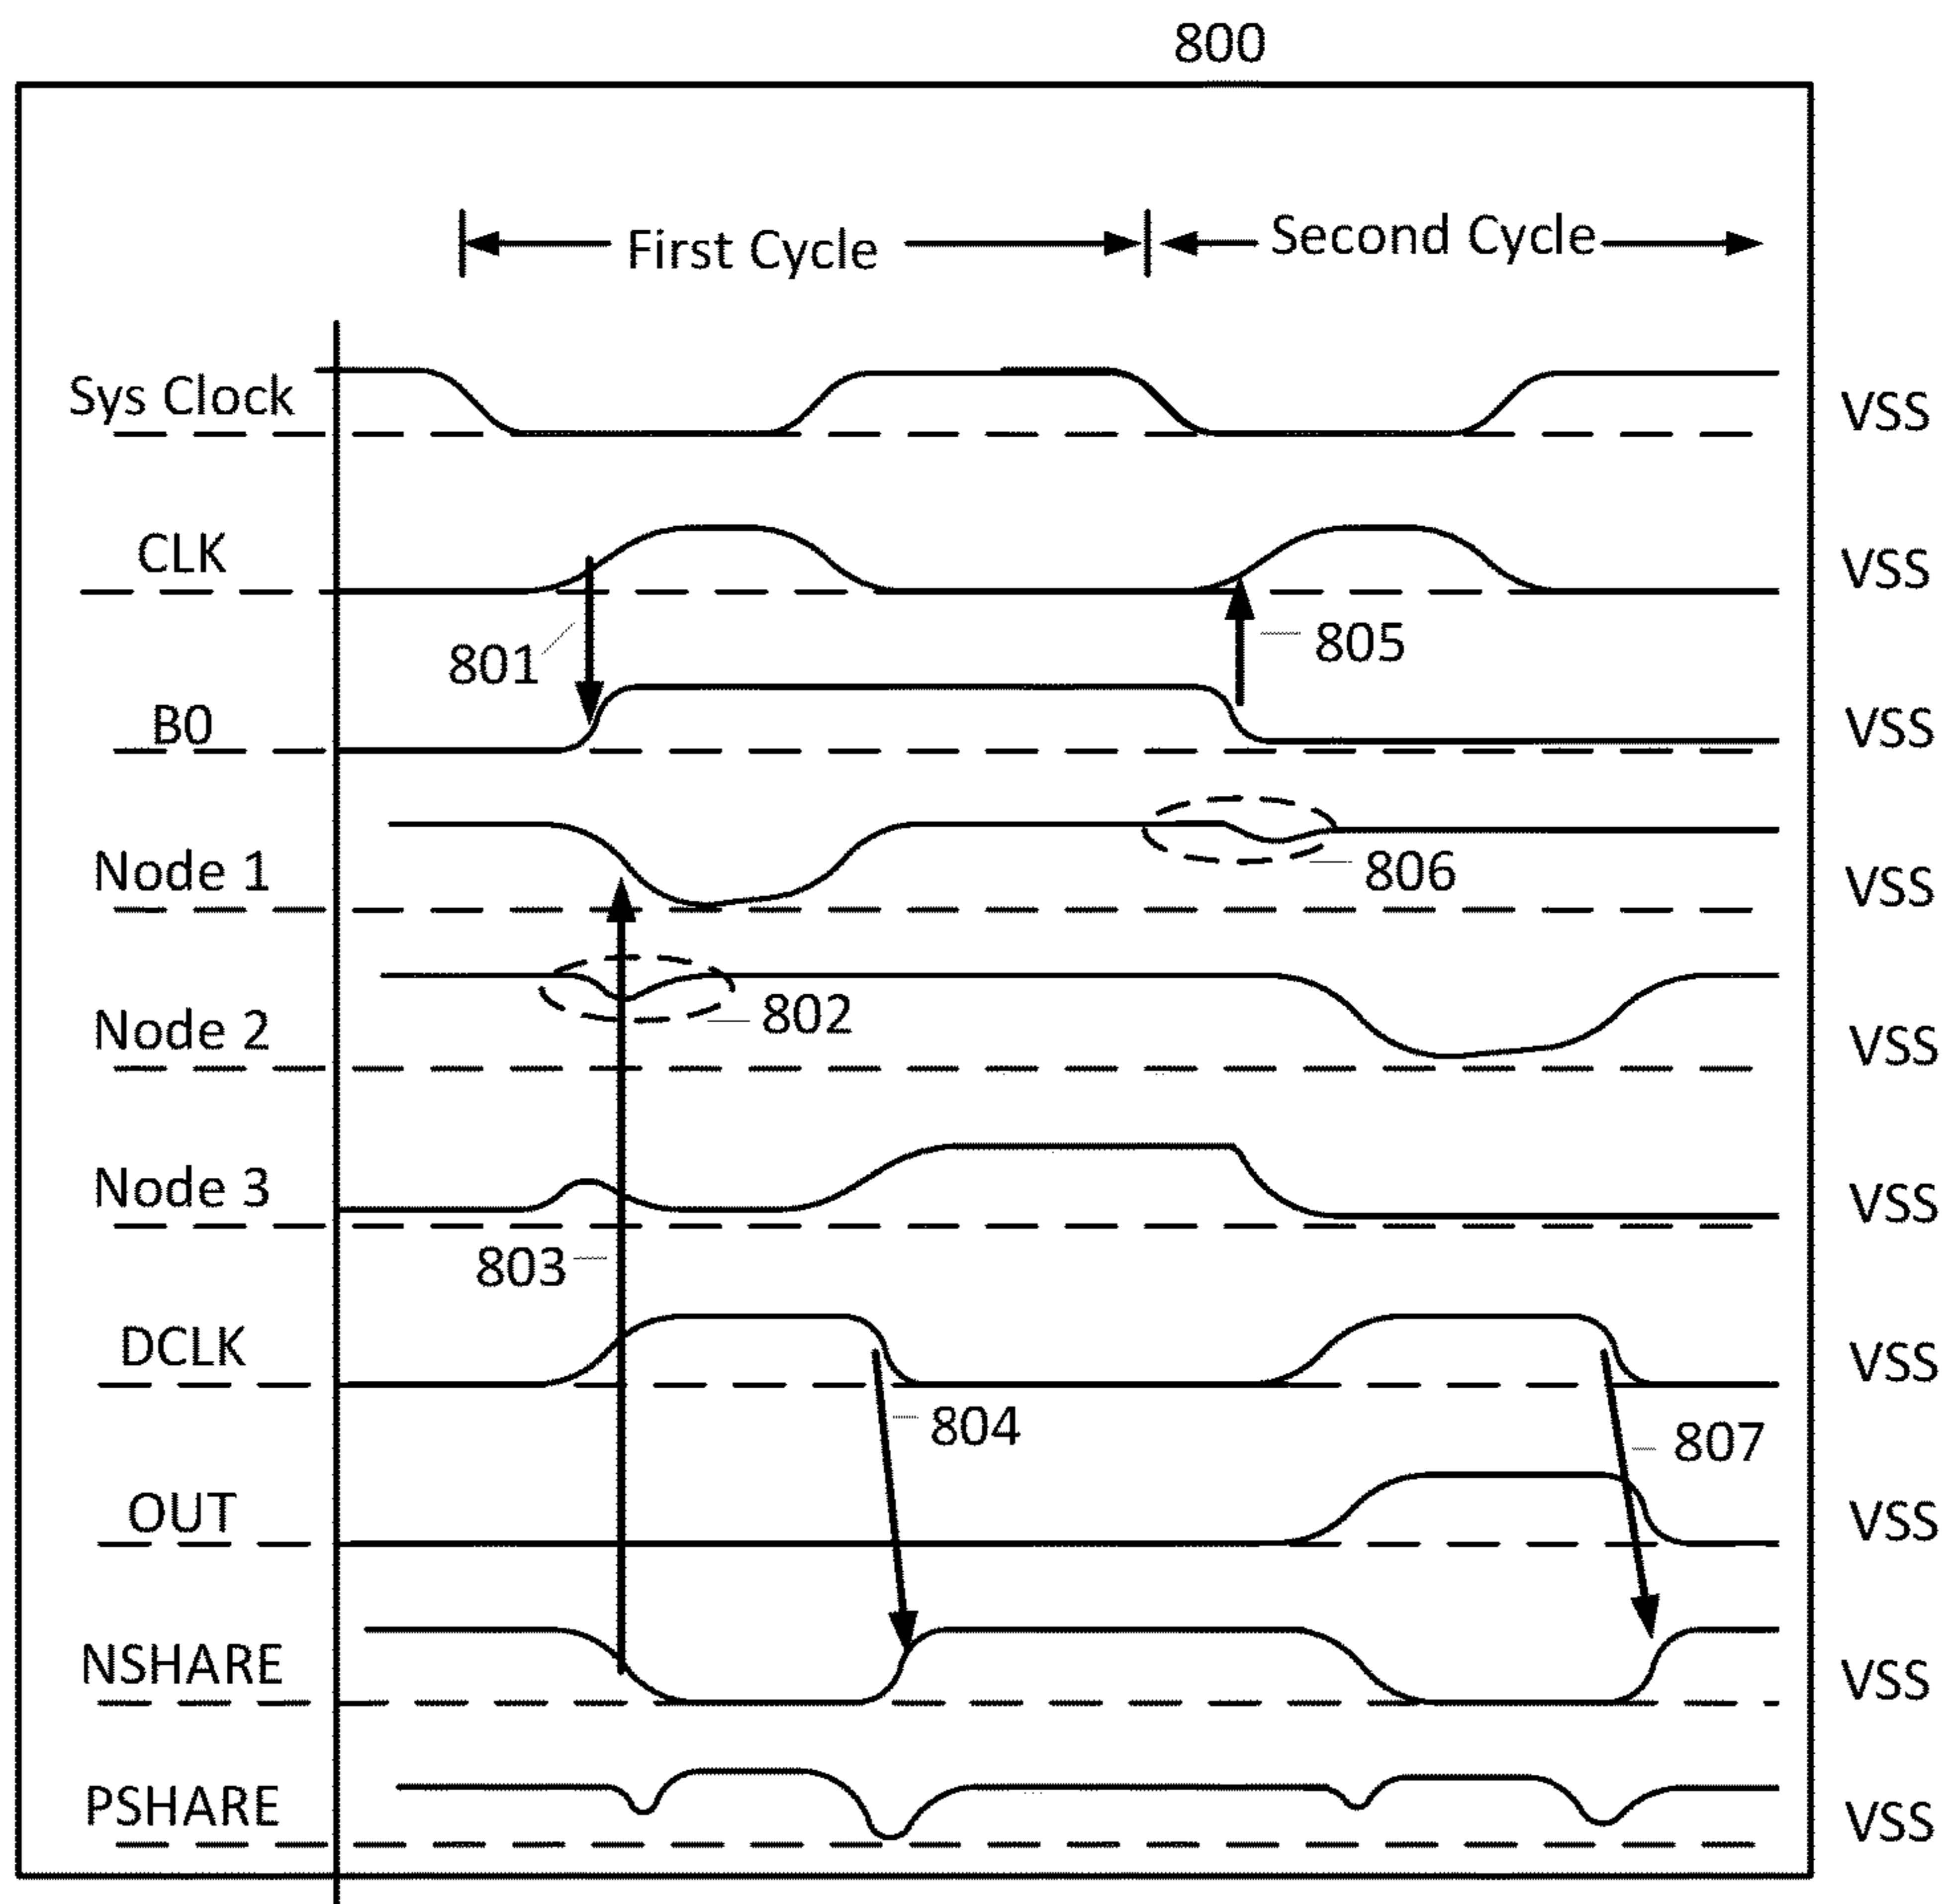 800
First Cycle
Second Cycle
Sys Clock
VSS
CLK
VSS
801
805
B0
VSS
Node 1
806
VSS
Node 2
802
VSS
Node 3
VSS
803
DCLK
VSS
804
807
OUT
VSS
NSHARE
VSS
PSHARE
VSS